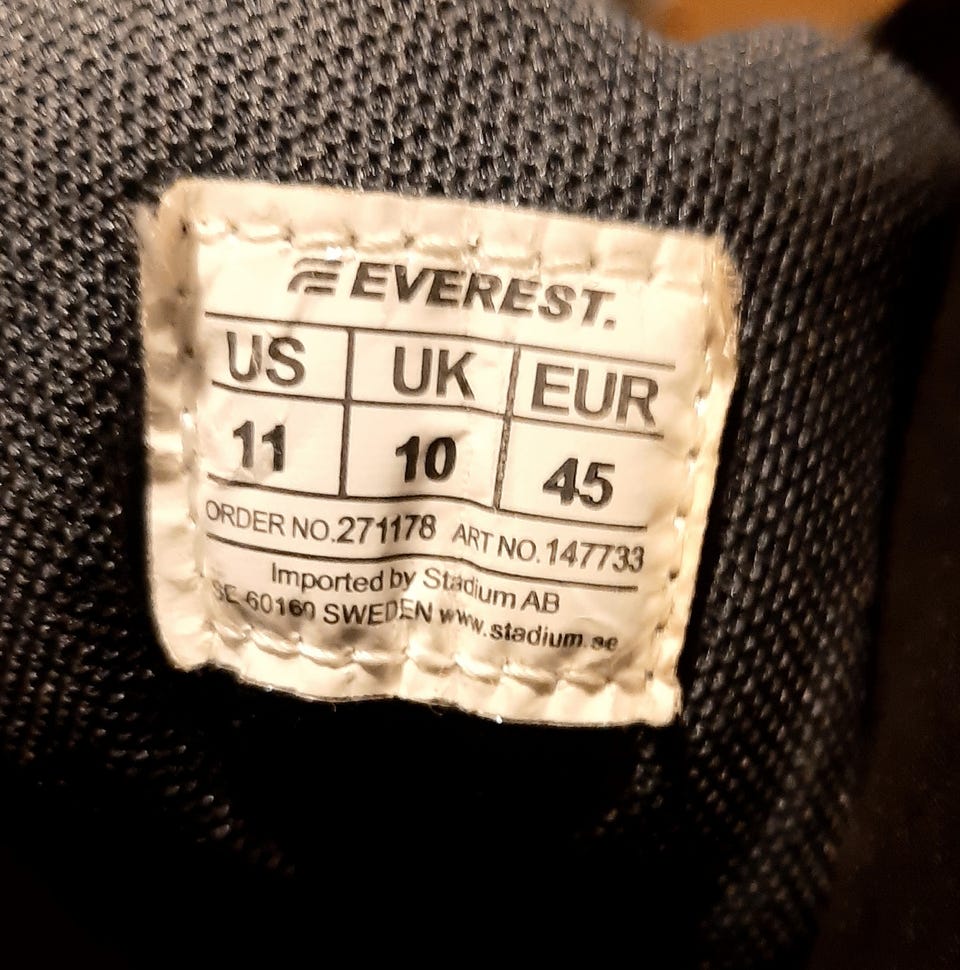 EVEREST.
US UK EUR
11 10 45
ORDER NO.271178 ART NO.147733
Imported by Stadium AB
SE-60160 SWEDEN www.stadium.se